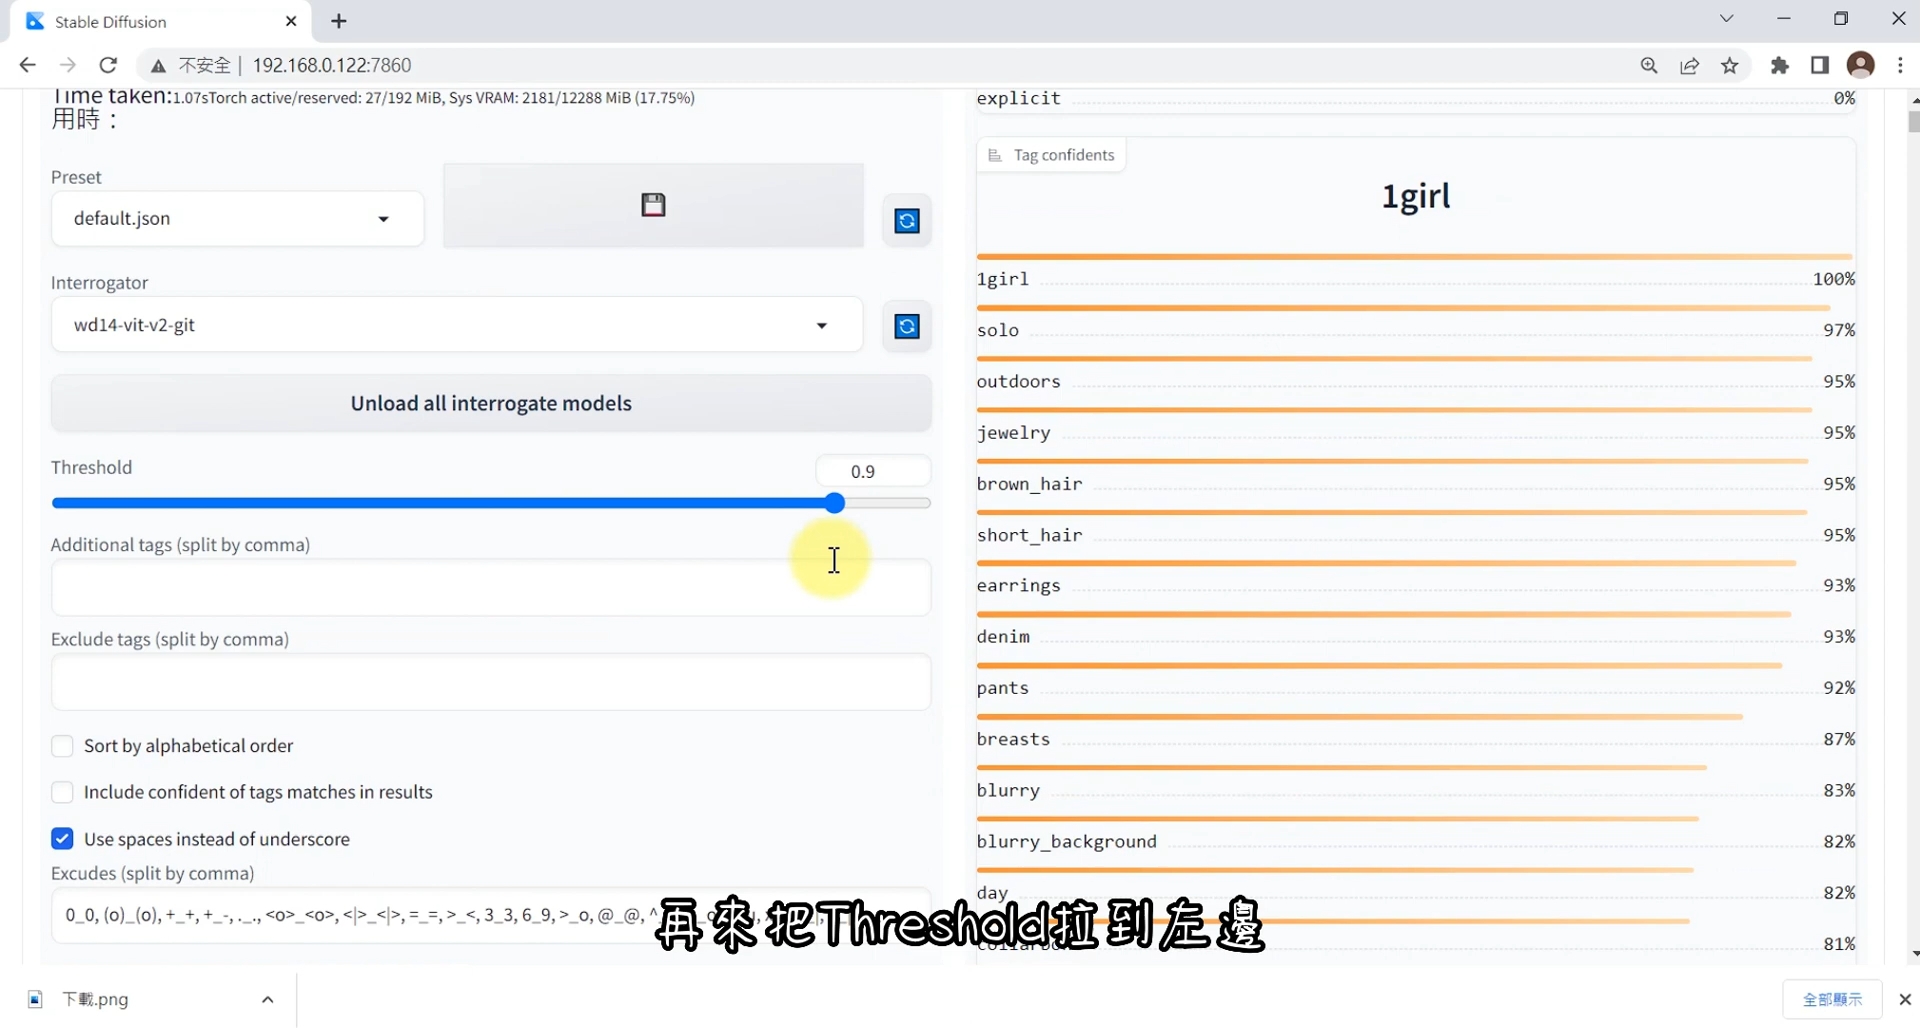 Stable Diffusion
不安全
192.168.0.122:7860
Time taken:1.07sTorch active/reserved: 27/192 MiB, Sys VRAM: 2181/12288 MiB (17.75%)
用時：
Preset
default.json
Interrogator
wd14-vit-v2-git
Unload all interrogate models
Threshold
0.9
Additional tags (split by comma)
Exclude tags (split by comma)
Sort by alphabetical order
Include confident of tags matches in results
Use spaces instead of underscore
Excudes (split by comma)
0_0, (o)_(o), +_+, +_-, ._., <o>_<o>, <|>_<|>, =_=, >_<, 3_3, 6_9, >_o, @_@,
explicit 0%
Tag confidents
1girl
1girl 100%
solo 97%
outdoors 95%
jewelry 95%
brown_hair 95%
short_hair 95%
earrings 93%
denim 93%
pants 92%
breasts 87%
blurry 83%
blurry_background 82%
day 82%
81%
再來把Threshold拉到左邊
下載.png
全部顯示